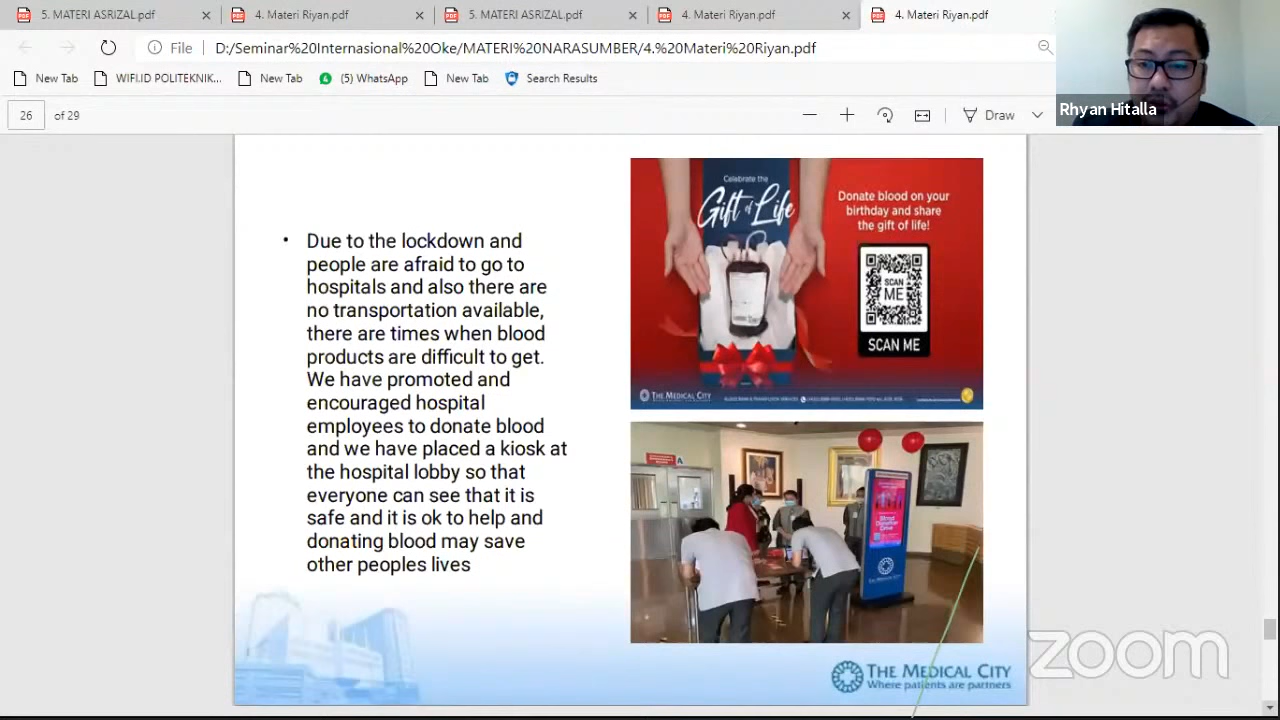 5. MATERI ASRIZAL.pdf
4. Materi Riyan.pdf
5. MATERI ASRIZAL.pdf
4. Materi Riyan.pdf
4. Materi Riyan.pdf
File
D:/Seminar%20Internasional%20Oke/MATERI%20NARASUMBER/4.%20Materi%20Riyan.pdf
New Tab
WIFI.ID POLITEKNIK...
New Tab
(5) WhatsApp
New Tab
Search Results
26
of 29
Draw
Rhyan Hitalla
• Due to the lockdown and
people are afraid to go to
hospitals and also there are
no transportation available,
there are times when blood
products are difficult to get.
We have promoted and
encouraged hospital
employees to donate blood
and we have placed a kiosk at
the hospital lobby so that
everyone can see that it is
safe and it is ok to help and
donating blood may save
other peoples lives
Celebrate the
Gift of Life
Donate blood on your
birthday and share
the gift of life!
SCAN
ME
SCAN ME
THE MEDICAL CITY
Blood
Donation
Drive
THE MEDICAL CITY
THE MEDICAL CITY
Where patients are partners
zoom